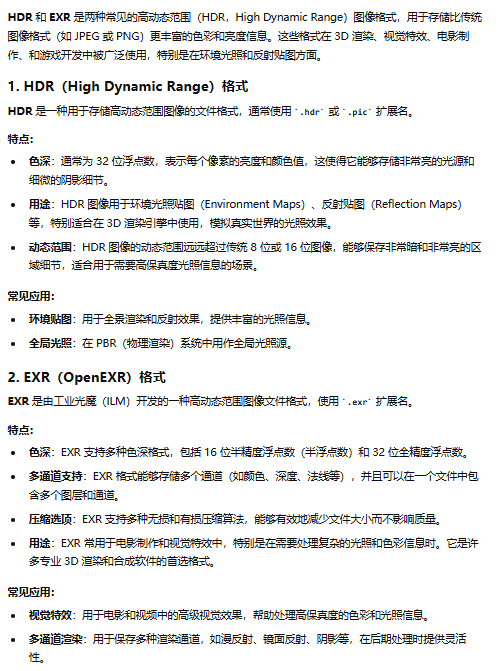 HDR 和 EXR 是两种常见的高动态范围（HDR，High Dynamic Range）图像格式，用于存储比传统
图像格式（如 JPEG 或 PNG）更丰富的色彩和亮度信息。这些格式在 3D 渲染、视觉特效、电影制
作、和游戏开发中被广泛使用，特别是在环境光照和反射贴图方面。
1. HDR（High Dynamic Range）格式
HDR 是一种用于存储高动态范围图像的文件格式，通常使用 `.hdr` 或 `.pic` 扩展名。
特点：
• 色深：通常为 32 位浮点数，表示每个像素的亮度和颜色值，这使得它能够存储非常亮的光源和
细微的阴影细节。
• 用途：HDR 图像用于环境光照贴图（Environment Maps）、反射贴图（Reflection Maps）
等，特别适合在 3D 渲染引擎中使用，模拟真实世界的光照效果。
• 动态范围：HDR 图像的动态范围远远超过传统 8 位或 16 位图像，能够保存非常暗和非常亮的区
域细节，适合用于需要高保真度光照信息的场景。
常见应用：
• 环境贴图：用于全景渲染和反射效果，提供丰富的光照信息。
• 全局光照：在 PBR（物理渲染）系统中用作全局光照源。
2. EXR（OpenEXR）格式
EXR 是由工业光魔（ILM）开发的一种高动态范围图像文件格式，使用 `.exr` 扩展名。
特点：
• 色深：EXR 支持多种色深格式，包括 16 位半精度浮点数（半浮点数）和 32 位全精度浮点数。
• 多通道支持：EXR 格式能够存储多个通道（如颜色、深度、法线等），并且可以在一个文件中包
含多个图层和通道。
• 压缩选项：EXR 支持多种无损和有损压缩算法，能够有效地减少文件大小而不影响质量。
• 用途：EXR 常用于电影制作和视觉特效中，特别是在需要处理复杂的光照和色彩信息时。它是许
多专业 3D 渲染和合成软件的首选格式。
常见应用：
• 视觉特效：用于电影和视频中的高级视觉效果，帮助处理高保真度的色彩和光照信息。
• 多通道渲染：用于保存多种渲染通道，如漫反射、镜面反射、阴影等，在后期处理时提供灵活
性。